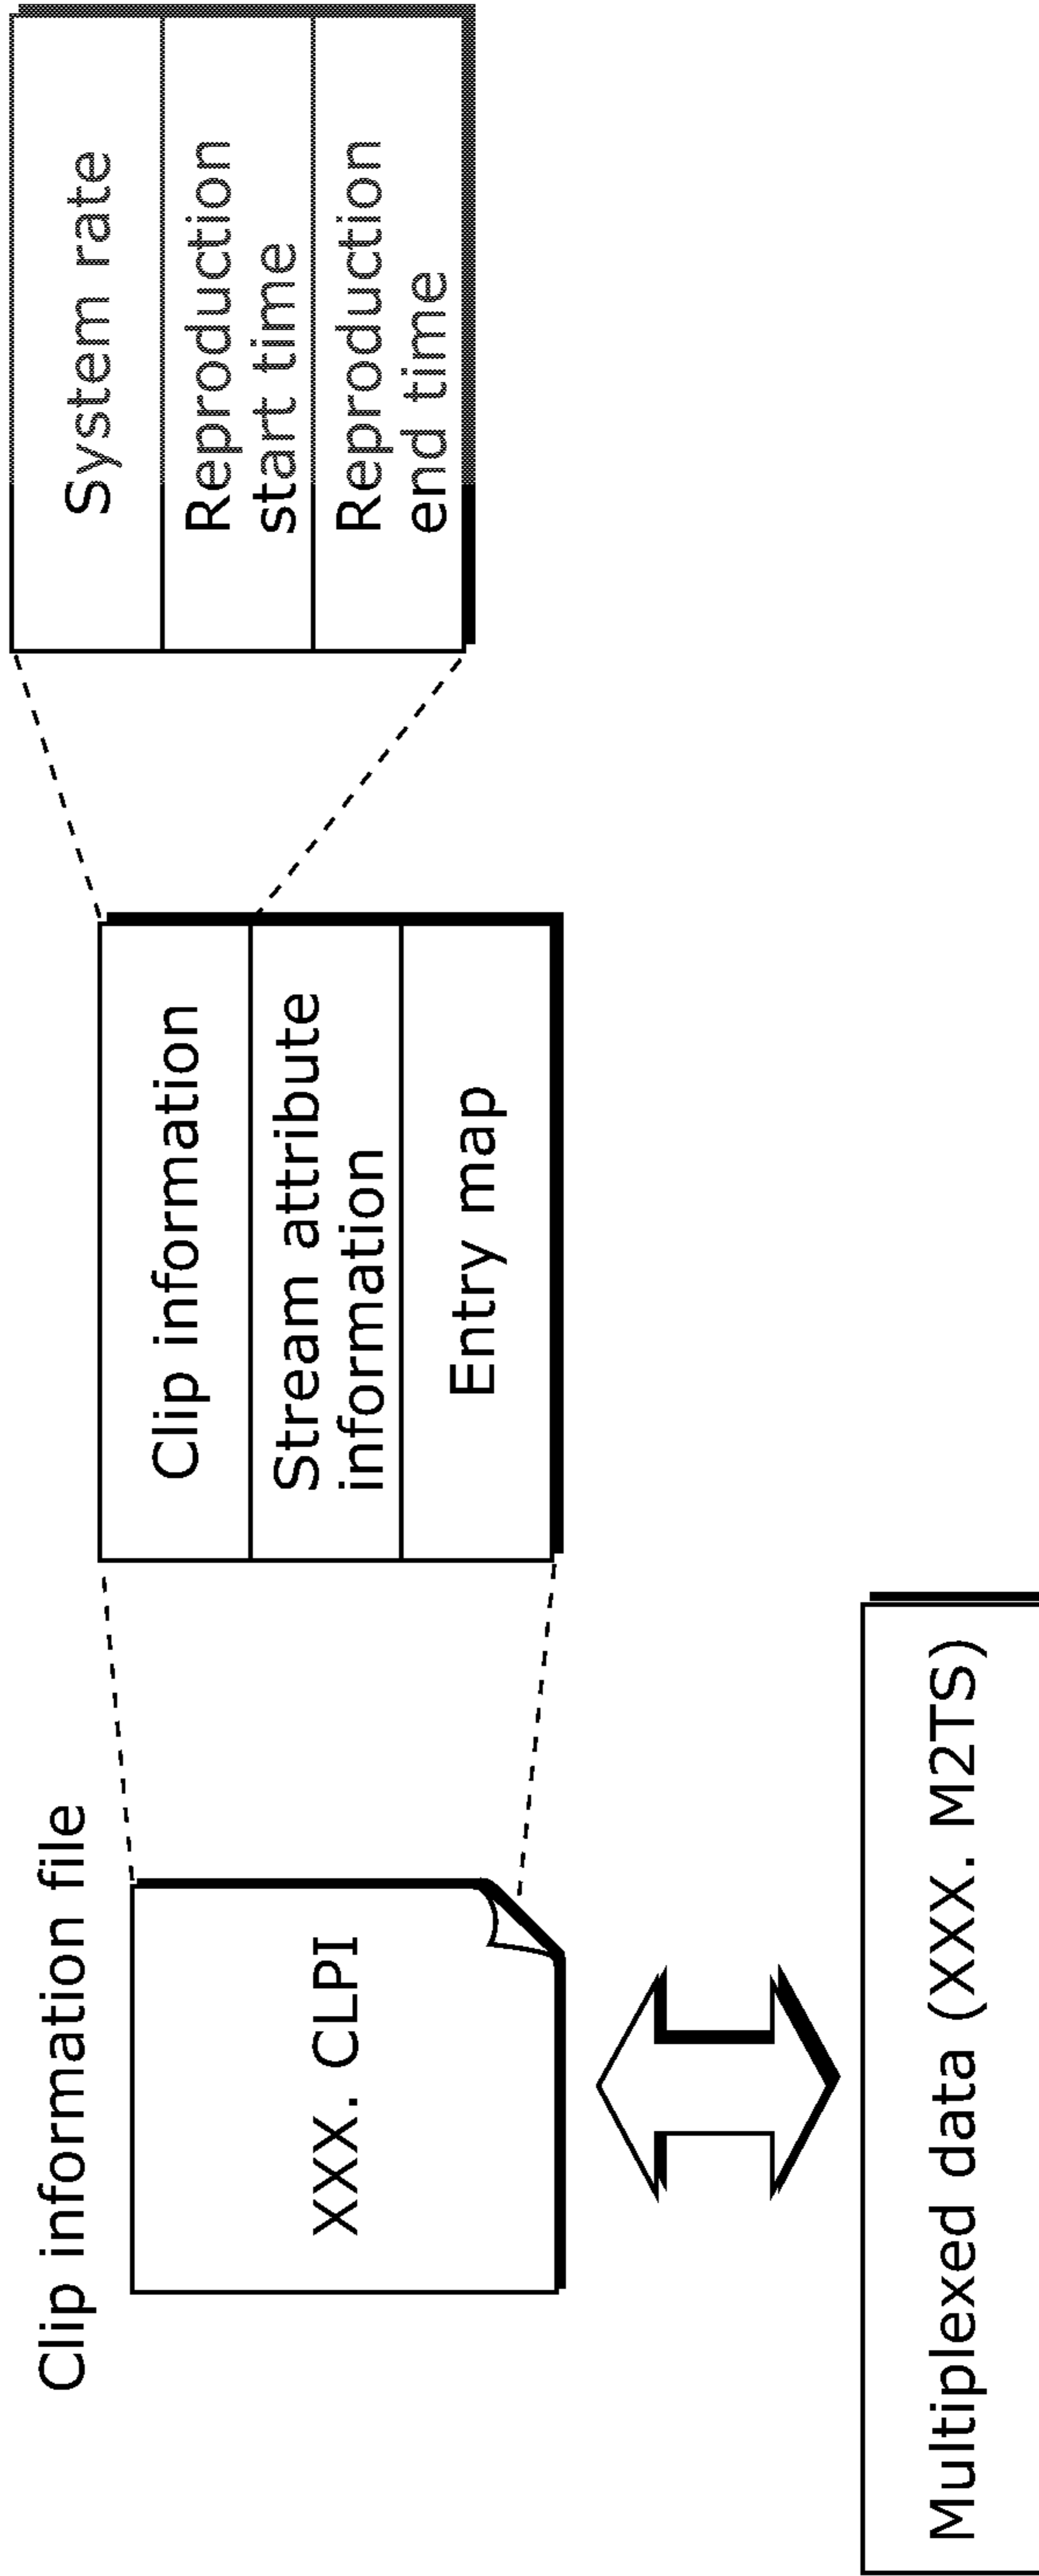 Clip information file
XXX. CLPI
Clip information
Stream attribute
information
Entry map
System rate
Reproduction
start time
Reproduction
end time
Multiplexed data (XXX. M2TS)